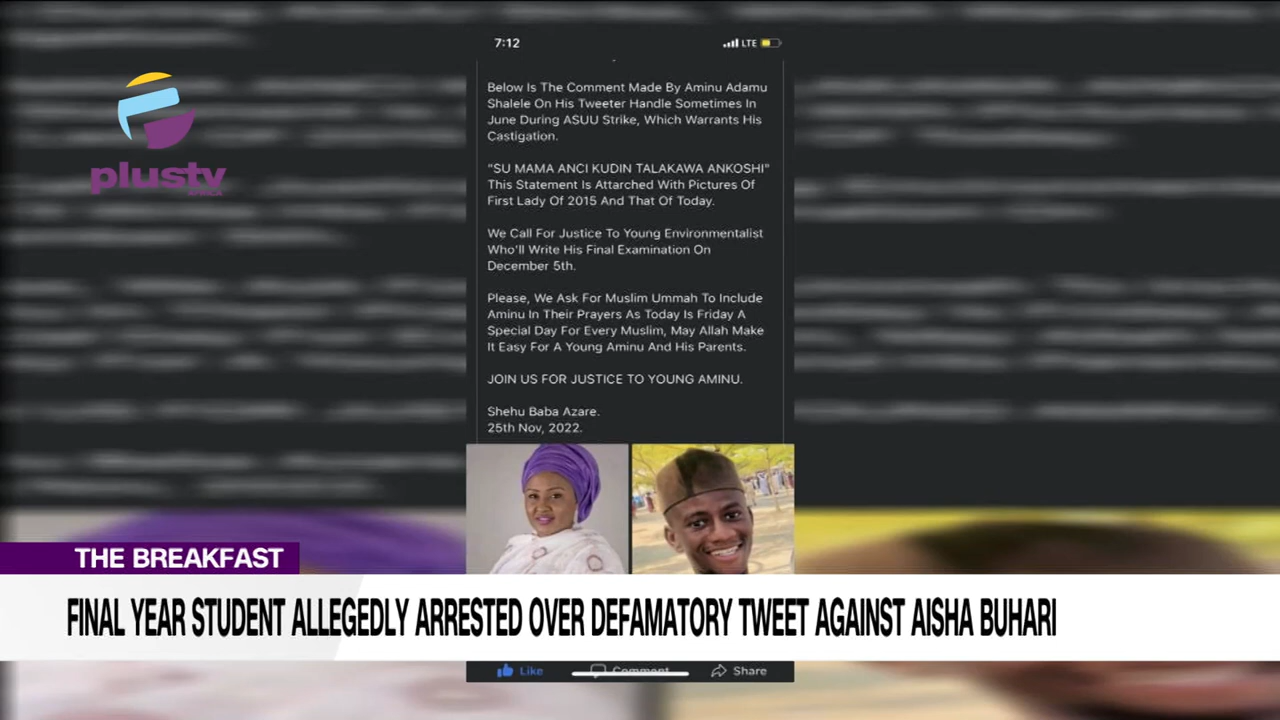 7:12
LTE
Below Is The Comment Made By Aminu Adamu
Shalele On His Tweeter Handle Sometimes In
June During ASUU Strike, Which Warrants His
Castigation.
"SU MAMA ANCI KUDIN TALAKAWA ANKOSHI"
This Statement Is Attarched With Pictures Of
First Lady Of 2015 And That Of Today.
We Call For Justice To Young Environmentalist
Who'll Write His Final Examination On
December 5th.
Please, We Ask For Muslim Ummah To Include
Aminu In Their Prayers As Today Is Friday A
Special Day For Every Muslim, May Allah Make
It Easy For A Young Aminu And His Parents.
JOIN US FOR JUSTICE TO YOUNG AMINU.
Shehu Baba Azare.
25th Nov, 2022.
plustv
AFRICA
THE BREAKFAST
FINAL YEAR STUDENT ALLEGEDLY ARRESTED OVER DEFAMATORY TWEET AGAINST AISHA BUHARI
Like
Comment
Share